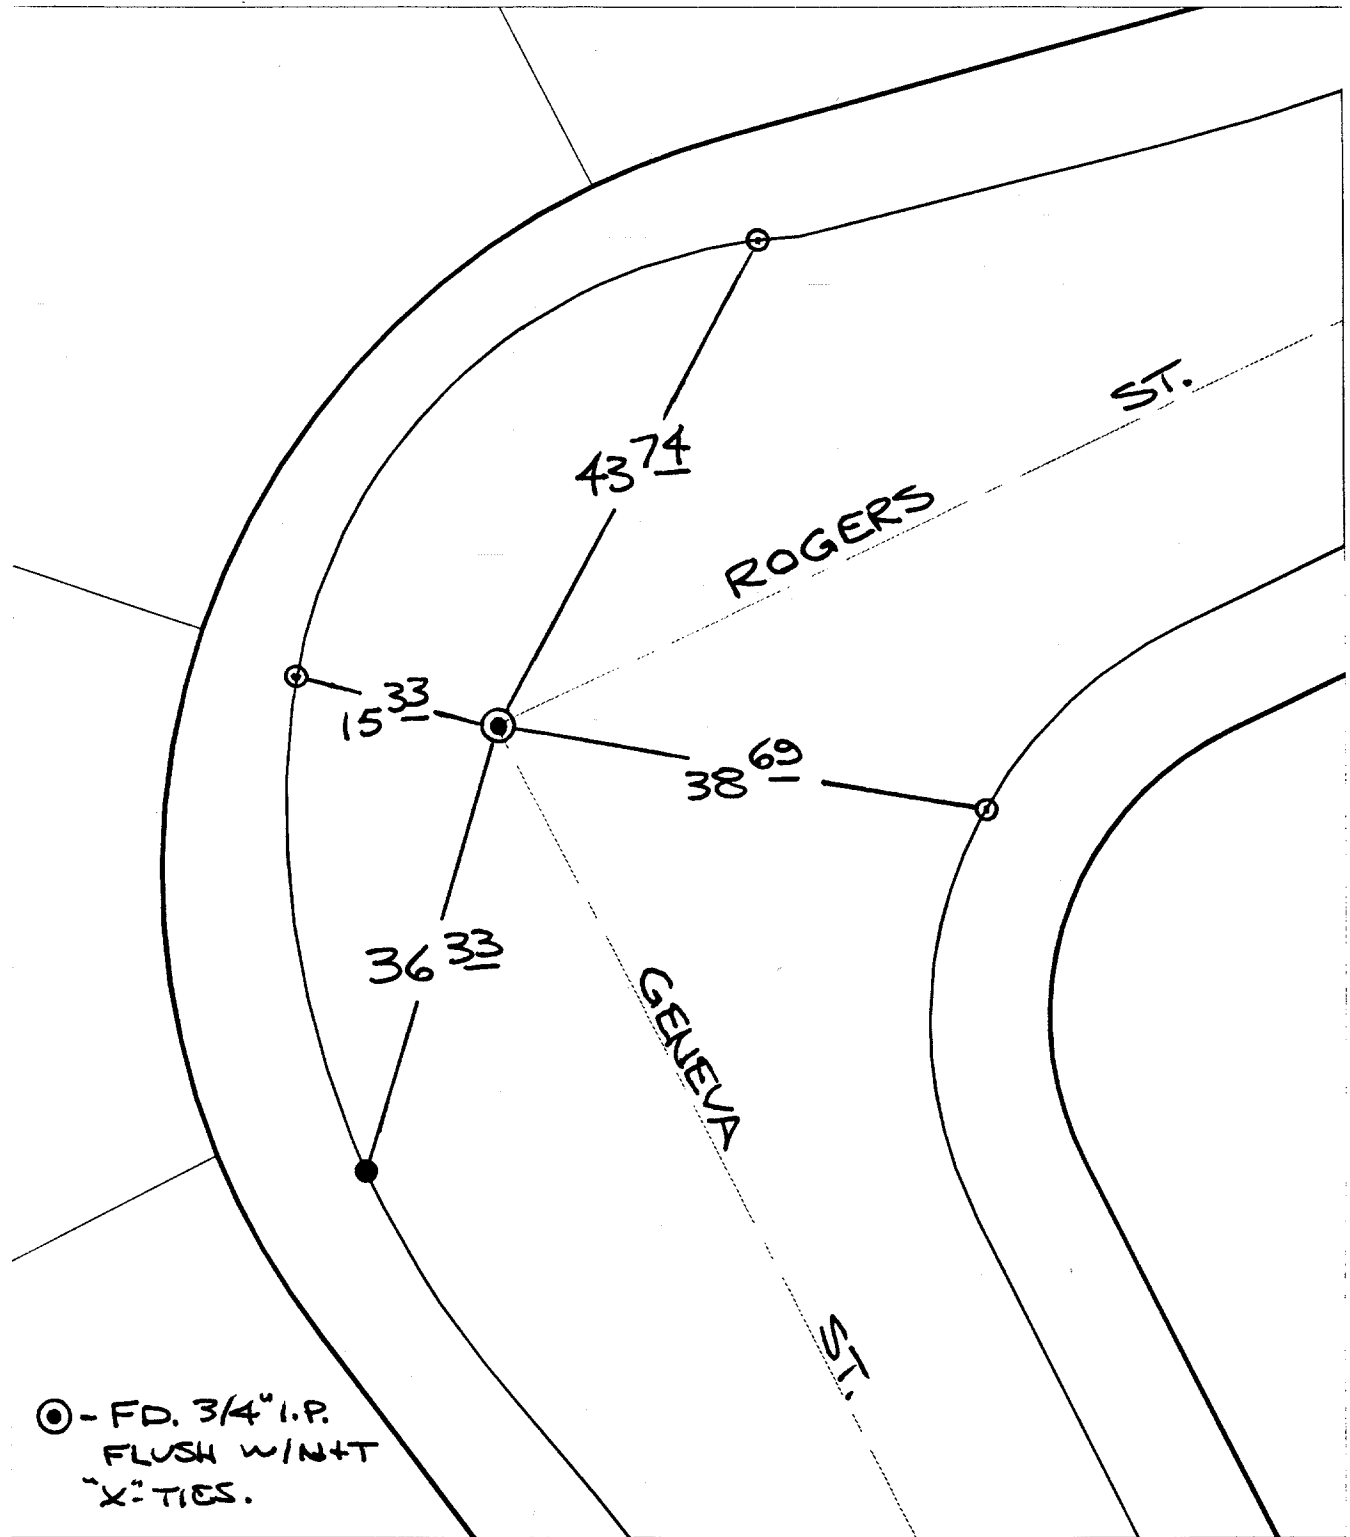 ST.
43 74
ROGERS
15 33
38 69
36 33
GENEVA
ST.
- FD. 3/4" I.P.
FLUSH W/N+T
"X"-TIES.